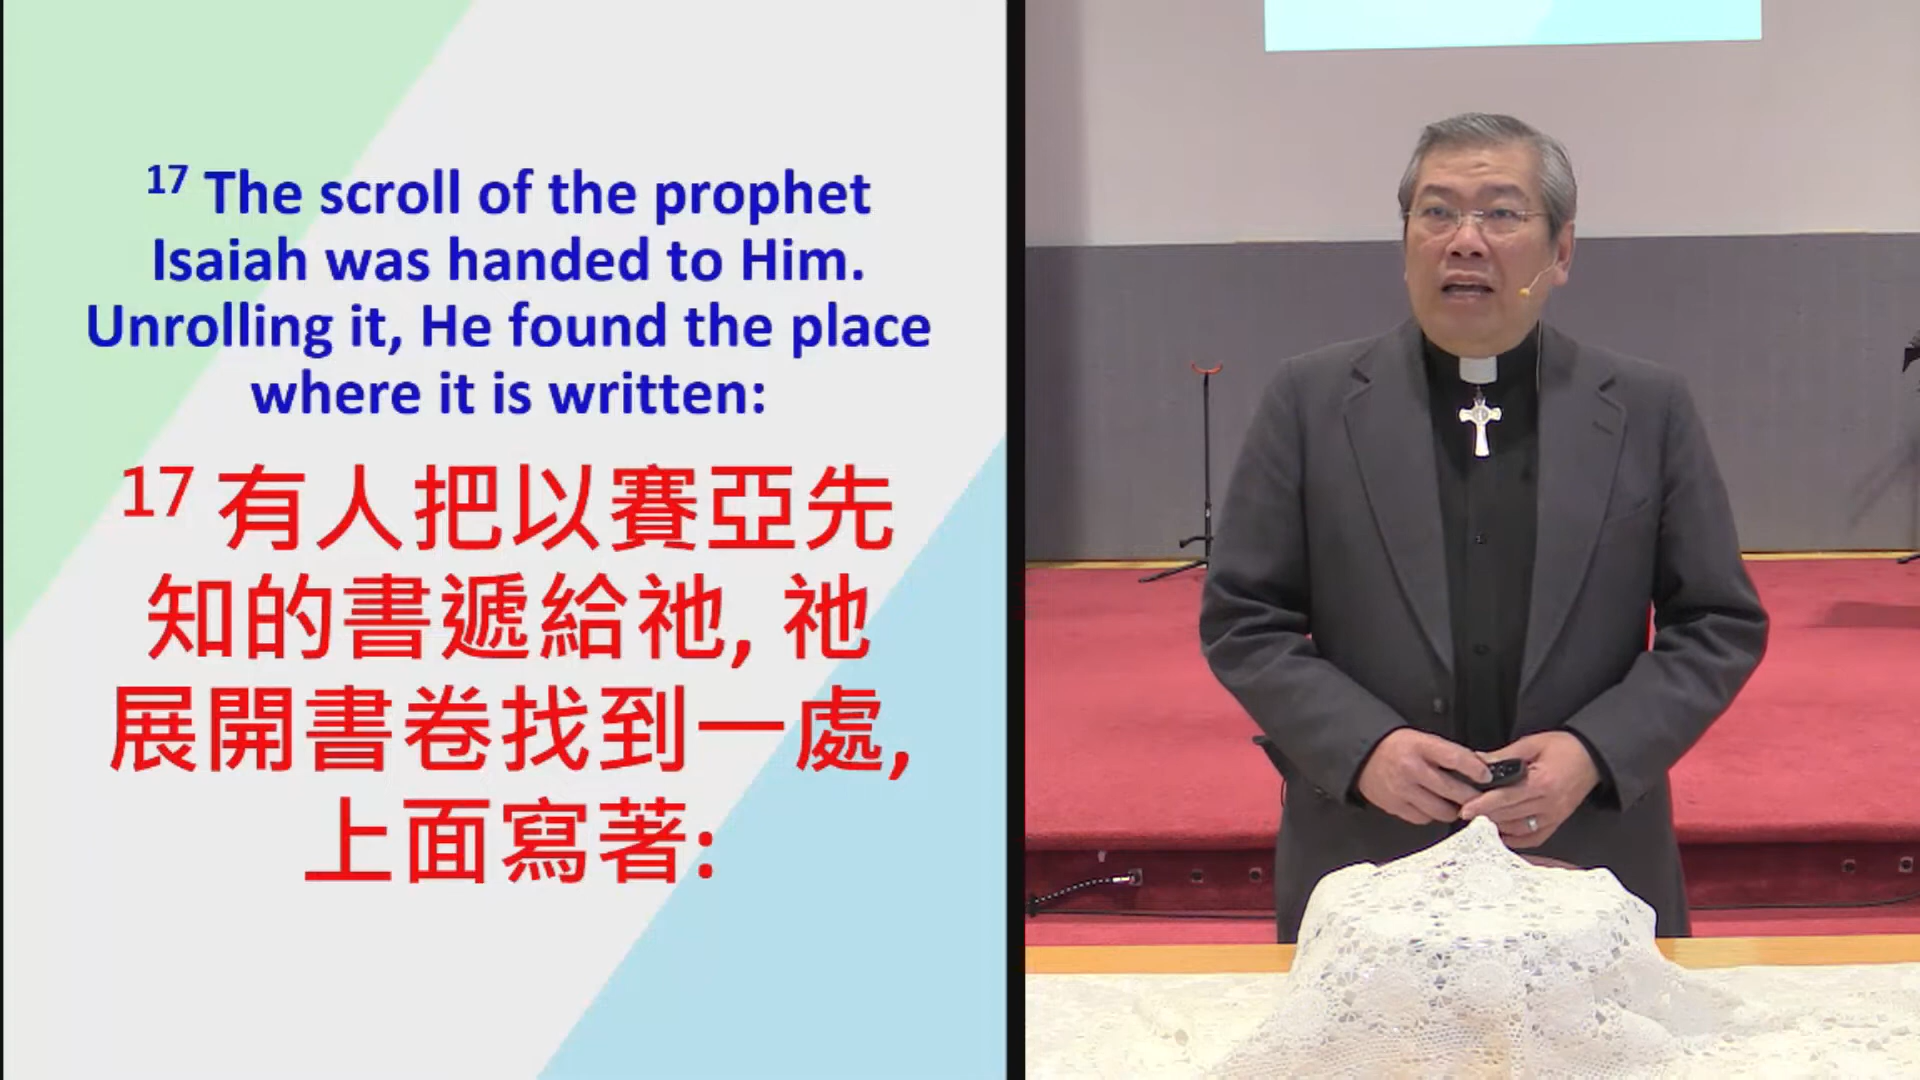 17 The scroll of the prophet
Isaiah was handed to Him.
Unrolling it, He found the place
where it is written:
17 有人把以賽亞先
知的書遞給祂, 祂
展開書卷找到一處,
上面寫著: